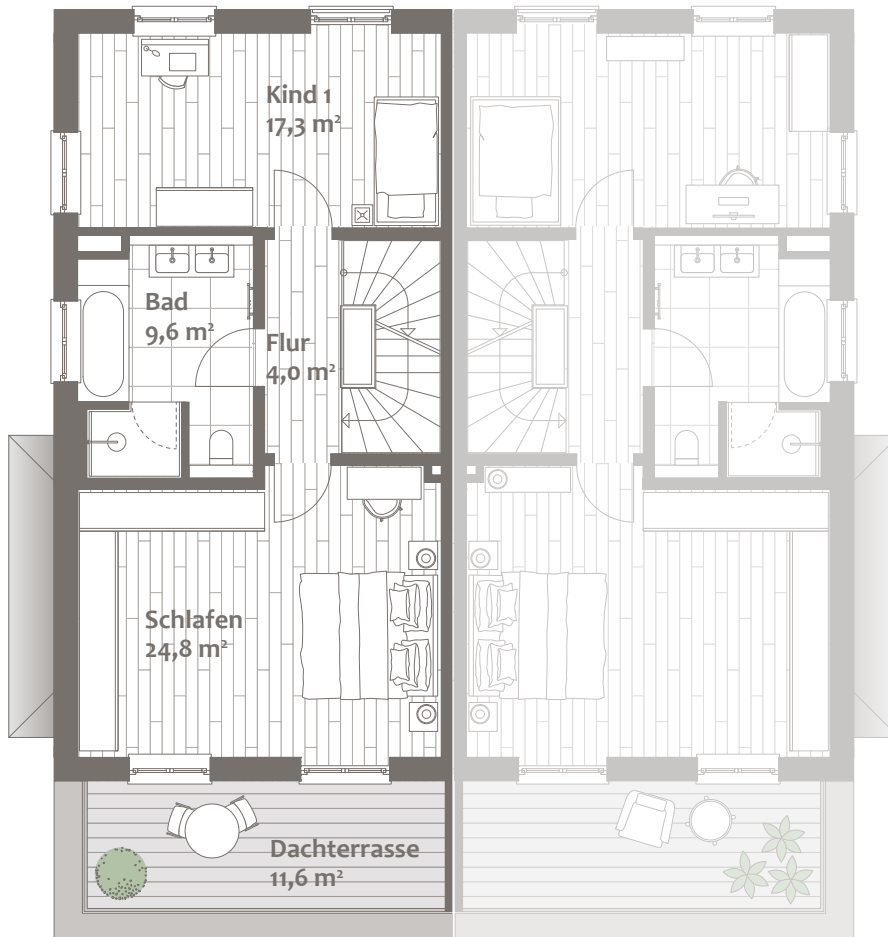 Kind 1
17,3 m²
Bad
9,6 m²
Flur
4,0 m²
Schlafen
24,8 m²
Dachterrasse
11,6 m²